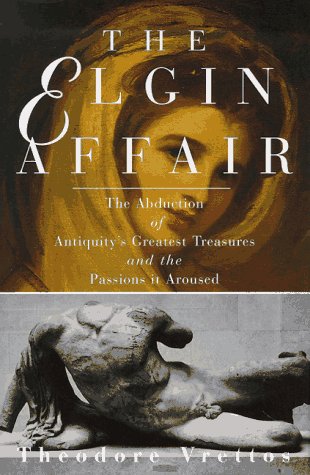 THE
ELGIN
AFFAIR
The Abduction
of
Antiquity's Greatest Treasures
and the
Passions it Aroused
Theodore Vrettos